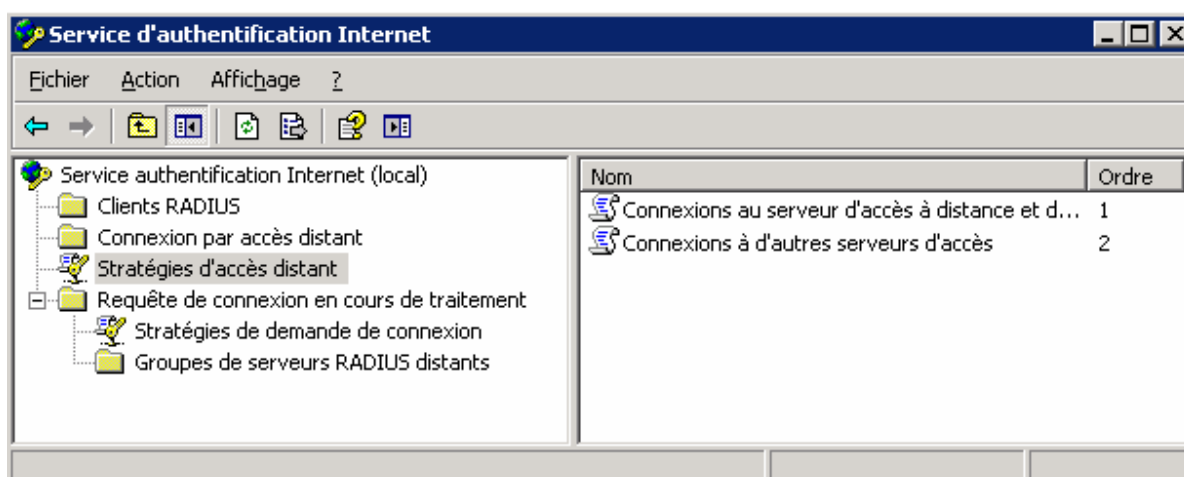 Service d'authentification Internet
Fichier Action Affichage ?
Service authentification Internet (local)
Clients RADIUS
Connexion par accès distant
Stratégies d'accès distant
Requête de connexion en cours de traitement
Stratégies de demande de connexion
Groupes de serveurs RADIUS distants
Nom Ordre
Connexions au serveur d'accès à distance et d... 1
Connexions à d'autres serveurs d'accès 2